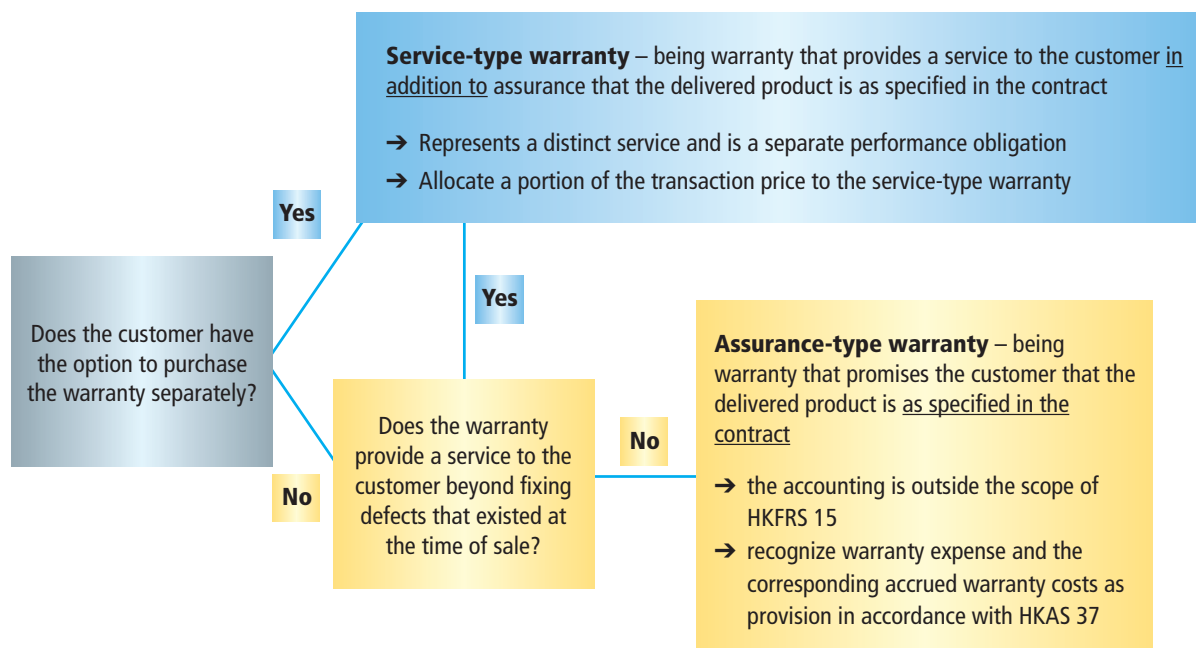 Service-type warranty – being warranty that provides a service to the customer in
addition to assurance that the delivered product is as specified in the contract
➔ Represents a distinct service and is a separate performance obligation
➔ Allocate a portion of the transaction price to the service-type warranty
Yes
Does the customer have
the option to purchase
the warranty separately?
Yes
No
Does the warranty
provide a service to the
customer beyond fixing
defects that existed at
the time of sale?
No
Assurance-type warranty – being
warranty that promises the customer that the
delivered product is as specified in the
contract
➔ the accounting is outside the scope of
HKFRS 15
➔ recognize warranty expense and the
corresponding accrued warranty costs as
provision in accordance with HKAS 37